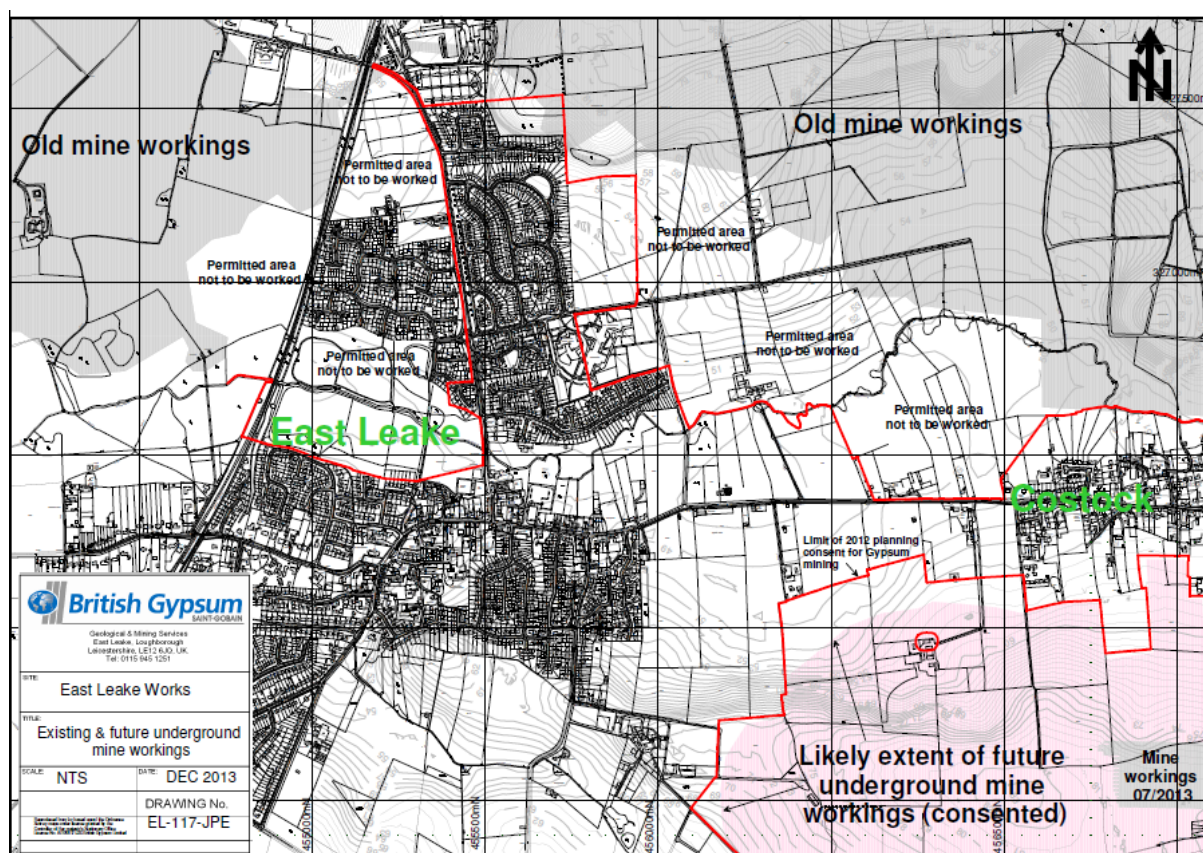 N
Old mine workings
Old mine workings
Permitted area
not to be worked
Permitted area
not to be worked
Permitted area
not to be worked
Permitted area
not to be worked
Permitted area
not to be worked
Permitted area
not to be worked
East Leake
Costock
Limit of 2012 planning
consent for Gypsum
mining
Likely extent of future
underground mine
workings (consented)
Mine
workings
07/2013
British Gypsum
SAINT-GOBAIN
Geological & Mining Services
East Leake, Loughborough
Leicestershire, LE12 6JQ, UK
Tel: 0115 945 1251
SITE:
East Leake Works
TITLE:
Existing & future underground
mine workings
SCALE: NTS
DATE: DEC 2013
DRAWING No.
EL-117-JPE
327,000m
455000mN
455500mN
456000mN